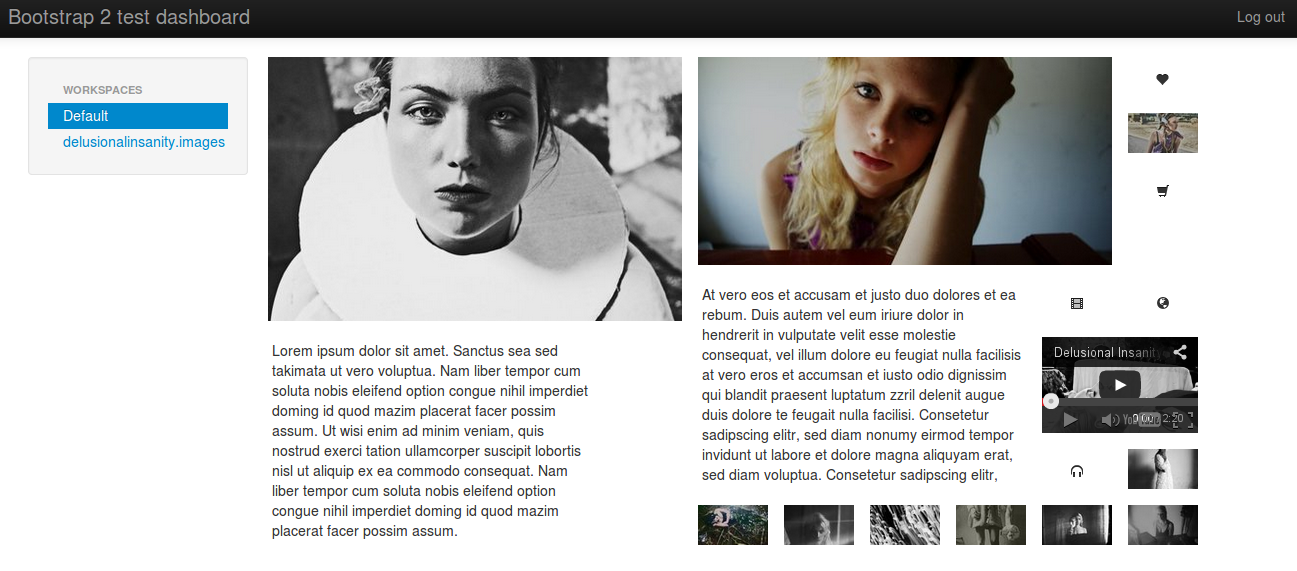 Bootstrap 2 test dashboard
Log out
WORKSPACES
Default
delusionalinsanity.images
Lorem ipsum dolor sit amet. Sanctus sea sed
takimata ut vero voluptua. Nam liber tempor cum
soluta nobis eleifend option congue nihil imperdiet
doming id quod mazim placerat facer possim
assum. Ut wisi enim ad minim veniam, quis
nostrud exerci tation ullamcorper suscipit lobortis
nisl ut aliquip ex ea commodo consequat. Nam
liber tempor cum soluta nobis eleifend option
congue nihil imperdiet doming id quod mazim
placerat facer possim assum.
At vero eos et accusam et justo duo dolores et ea
rebum. Duis autem vel eum iriure dolor in
hendrerit in vulputate velit esse molestie
consequat, vel illum dolore eu feugiat nulla facilisis
at vero eros et accumsan et iusto odio dignissim
qui blandit praesent luptatum zzril delenit augue
duis dolore te feugait nulla facilisi. Consetetur
sadipscing elitr, sed diam nonumy eirmod tempor
invidunt ut labore et dolore magna aliquyam erat,
sed diam voluptua. Consetetur sadipscing elitr,
Delusional Insanit
2:20